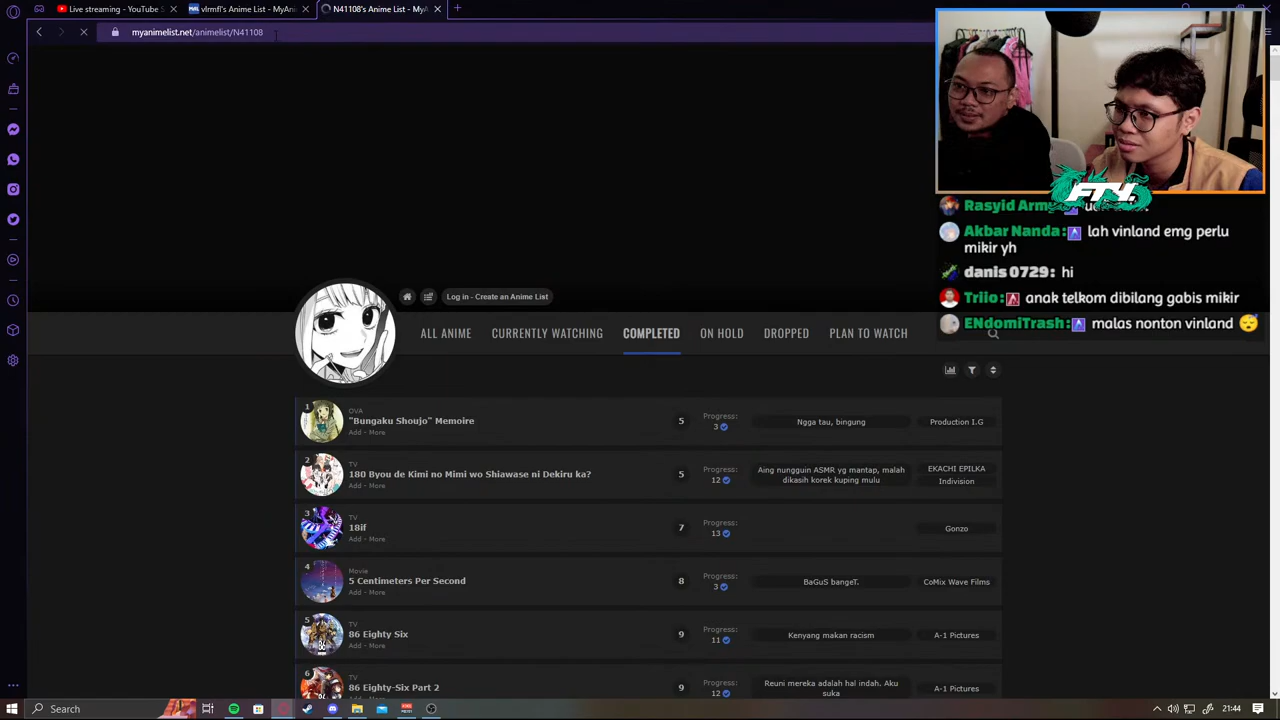 Live streaming - YouTube S
4rmfl's Anime List - MyAni
N41108's Anime List - MyA
myanimelist.net/animelist/N41108
FTY.
Rasyid Arm
Akbar Nanda: lah vinland emg perlu
mikir yh
danis 0729: hi
Triio: anak telkom dibilang gabis mikir
ENdomiTrash: malas nonton vinland
Log in - Create an Anime List
ALL ANIME
CURRENTLY WATCHING
COMPLETED
ON HOLD
DROPPED
PLAN TO WATCH
1
OVA
"Bungaku Shoujo" Memoire
Add - More
5
Progress:
3
Ngga tau, bingung
Production I.G
2
TV
180 Byou de Kimi no Mimi wo Shiawase ni Dekiru ka?
Add - More
5
Progress:
12
Aing nungguin ASMR yg mantap, malah
dikasih korek kuping mulu
EKACHI EPILKA
Indivision
3
TV
18if
Add - More
7
Progress:
13
Gonzo
4
Movie
5 Centimeters Per Second
Add - More
8
Progress:
3
BaGuS bangeT.
CoMix Wave Films
5
TV
86 Eighty Six
Add - More
9
Progress:
11
Kenyang makan racism
A-1 Pictures
6
TV
86 Eighty-Six Part 2
Add - More
9
Progress:
12
Reuni mereka adalah hal indah. Aku
suka
A-1 Pictures
Search
21:44